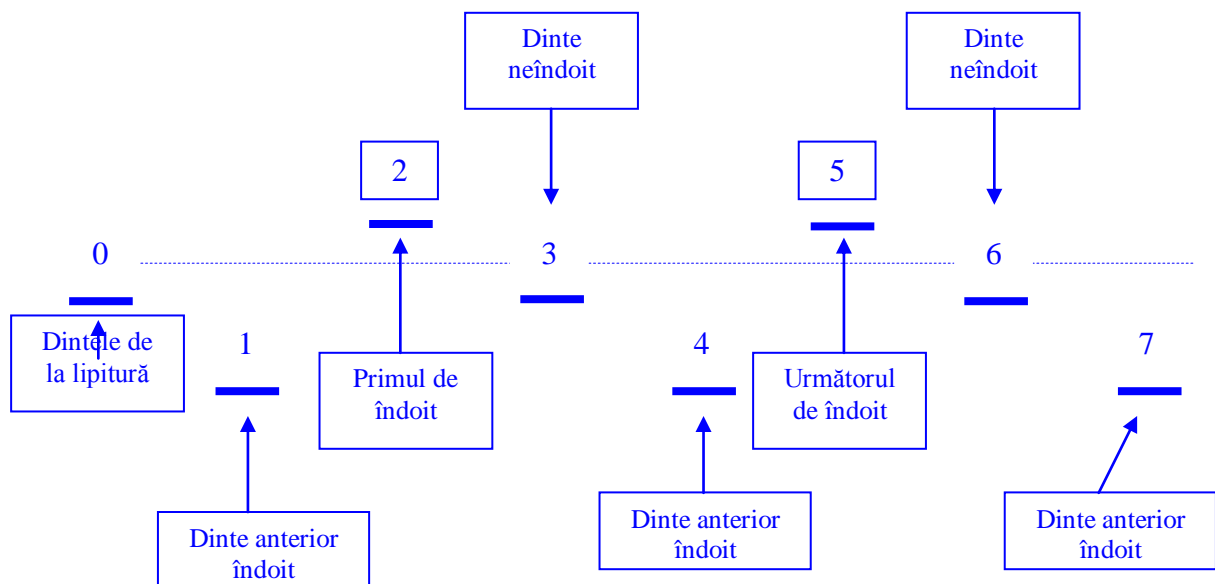 Dinte
neîndoit
Dinte
neîndoit
2
5
0
3
6
Dintele de
la lipitură
1
Primul de
îndoit
4
Următorul
de îndoit
7
Dinte anterior
îndoit
Dinte anterior
îndoit
Dinte anterior
îndoit